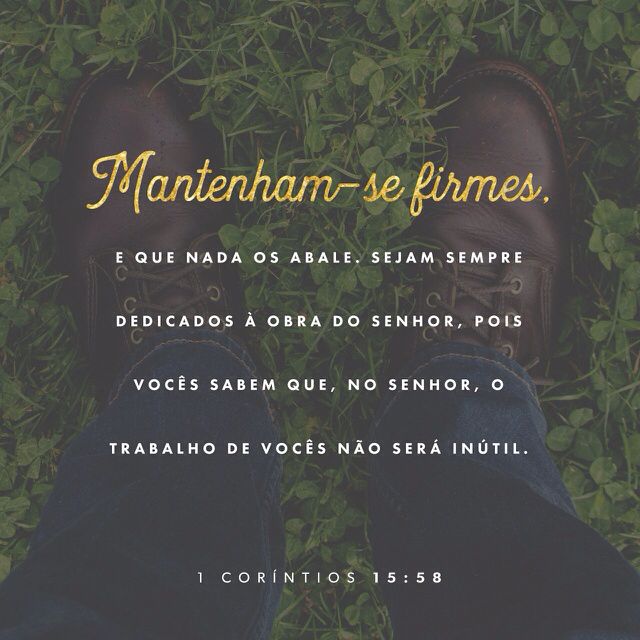 Mantenham-se firmes,
E QUE NADA OS ABALE. SEJAM SEMPRE
DEDICADOS À OBRA DO SENHOR, POIS
VOCÊS SABEM QUE, NO SENHOR, O
TRABALHO DE VOCÊS NÃO SERÁ INÚTIL.
1 CORÍNTIOS 15:58